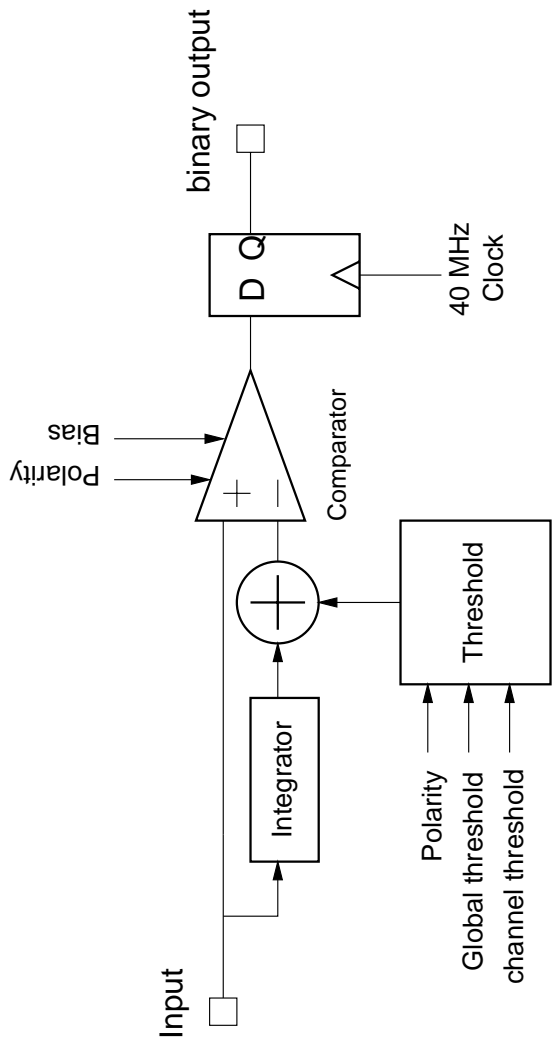 Input
Integrator
Polarity
Global threshold
channel threshold
Threshold
+
−
Comparator
Polarity
Bias
D Q
40 MHz
Clock
binary output